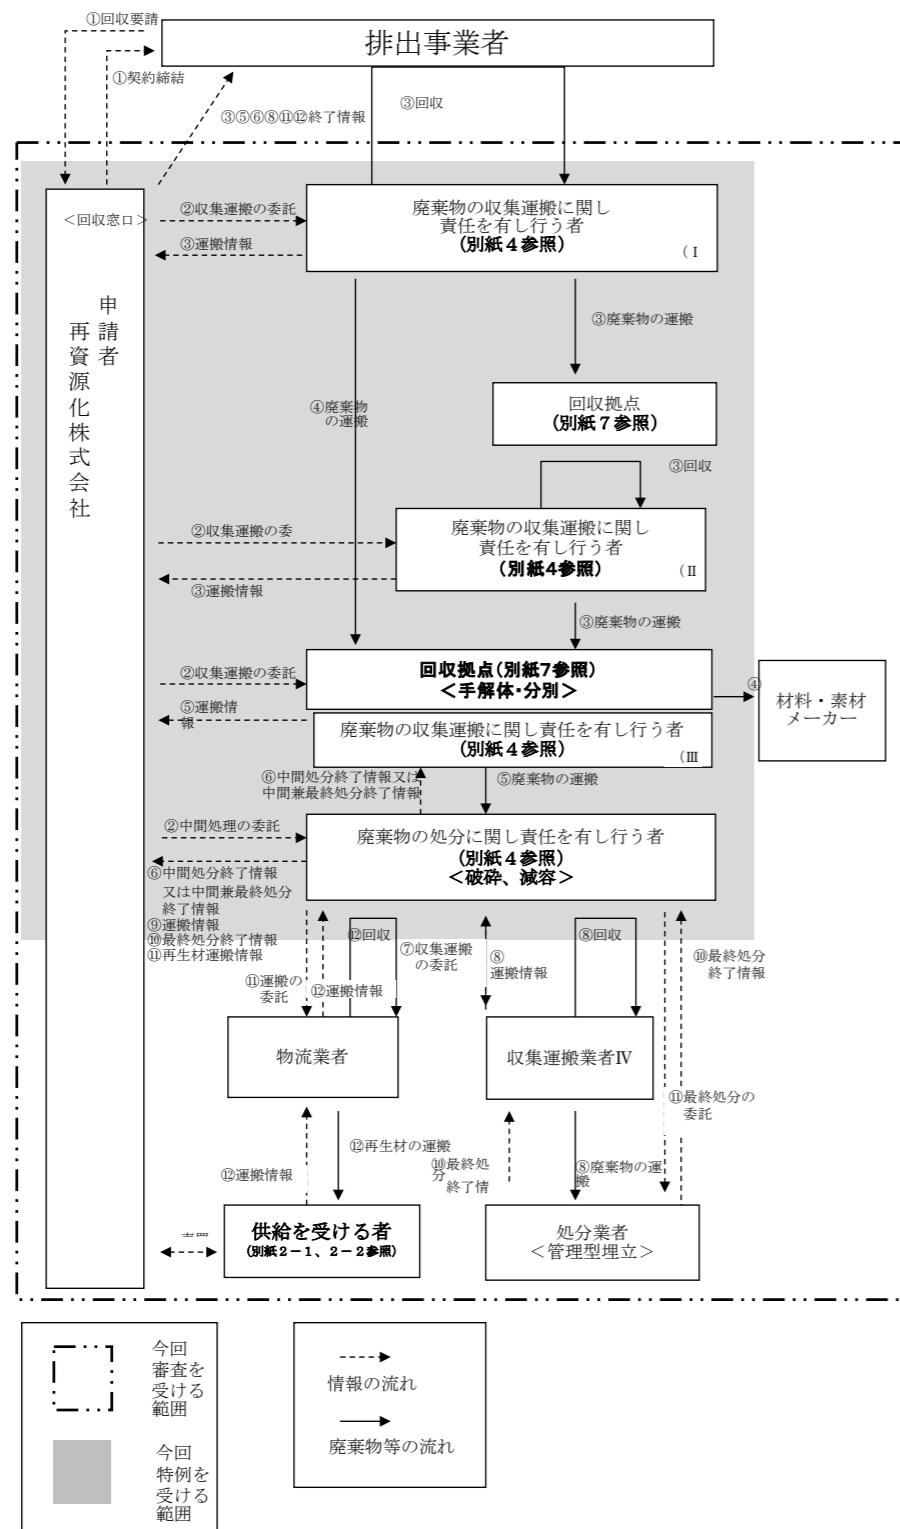 ①回収要請
排出事業者
①契約締結
③回収
③⑤⑥⑧⑪⑫終了情報
＜回収窓口＞
②収集運搬の委託
廃棄物の収集運搬に関し
責任を有し行う者
(別紙４参照)
（Ⅰ
③運搬情報
申請者
再資源化株式会社
③廃棄物の運搬
④廃棄物
の運搬
回収拠点
(別紙７参照)
③回収
②収集運搬の委
廃棄物の収集運搬に関し
責任を有し行う者
(別紙4参照)
（Ⅱ
③運搬情報
③廃棄物の運搬
②収集運搬の委託
回収拠点(別紙7参照)
＜手解体・分別＞
④
材料・素材
メーカー
⑤運搬情
報
廃棄物の収集運搬に関し責任を有し行う者
(別紙４参照)
（Ⅲ
⑥中間処分終了情報又は
中間兼最終処分終了情報
⑤廃棄物の運搬
②中間処理の委託
廃棄物の処分に関し責任を有し行う者
(別紙４参照)
＜破砕、減容＞
⑥中間処分終了情報
又は中間兼最終処分
終了情報
⑨運搬情報
⑩最終処分終了情報
⑪再生材運搬情報
⑫回収
⑦収集運搬
の委託
⑧
運搬情報
⑧回収
⑩最終処分
終了情報
⑪運搬の
委託
⑫運搬情報
物流業者
収集運搬業者Ⅳ
⑪最終処分の
委託
⑫運搬情報
⑫再生材の運搬
⑩最終処
分
終了情
⑧廃棄物の運
搬
供給を受ける者
(別紙２－１、２－２参照)
処分業者
＜管理型埋立＞
今回
審査を
受ける
範囲
情報の流れ
廃棄物等の流れ
今回
特例を
受ける
範囲